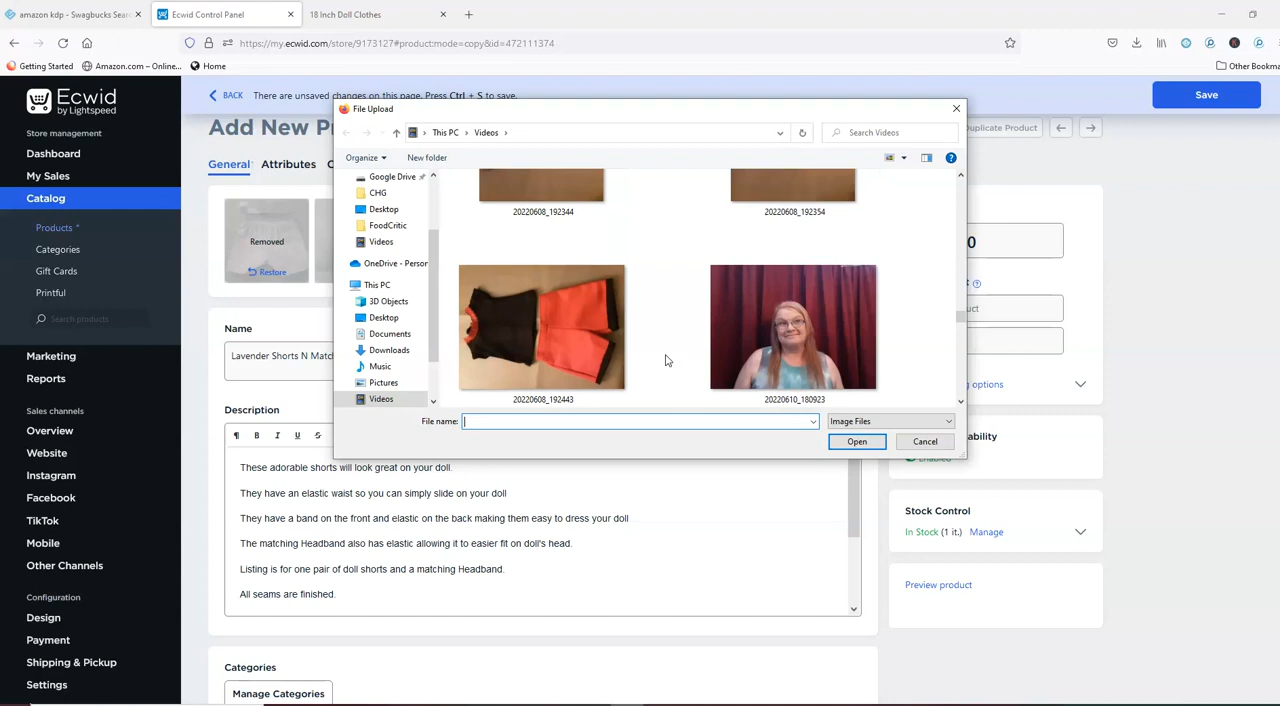 amazon kdp - Swagbucks Sear
Ecwid Control Panel
18 Inch Doll Clothes
https://my.ecwid.com/store/9173127#product:mode=copy&id=472111374
Getting Started
Amazon.com – Online...
Home
Other Bookma
Ecwid
by Lightspeed
Store management
Dashboard
My Sales
Catalog
Products *
Categories
Gift Cards
Printful
Search products
Marketing
Reports
Sales channels
Overview
Website
Instagram
Facebook
TikTok
Mobile
Other Channels
Configuration
Design
Payment
Shipping & Pickup
Settings
BACK
There are unsaved changes on this page. Press Ctrl + S to save.
Save
Add New Pr
Duplicate Product
General
Attributes
Removed
Restore
Name
Lavender Shorts N Match
Description
These adorable shorts will look great on your doll.
They have an elastic waist so you can simply slide on your doll
They have a band on the front and elastic on the back making them easy to dress your doll
The matching headband also has elastic allowing it to easier fit on doll's head.
Listing is for one pair of doll shorts and a matching Headband.
All seams are finished.
Categories
Manage Categories
File Upload
This PC
Videos
Search Videos
Organize
New folder
Google Drive
CHG
Desktop
FoodCritic
Videos
OneDrive - Person
This PC
3D Objects
Desktop
Documents
Downloads
Music
Pictures
Videos
20220608_192344
20220608_192354
20220608_192443
20220610_180923
File name:
Image Files
Open
Cancel
0
uct
g options
ability
Enabled
Stock Control
In Stock (1 it.) Manage
Preview product